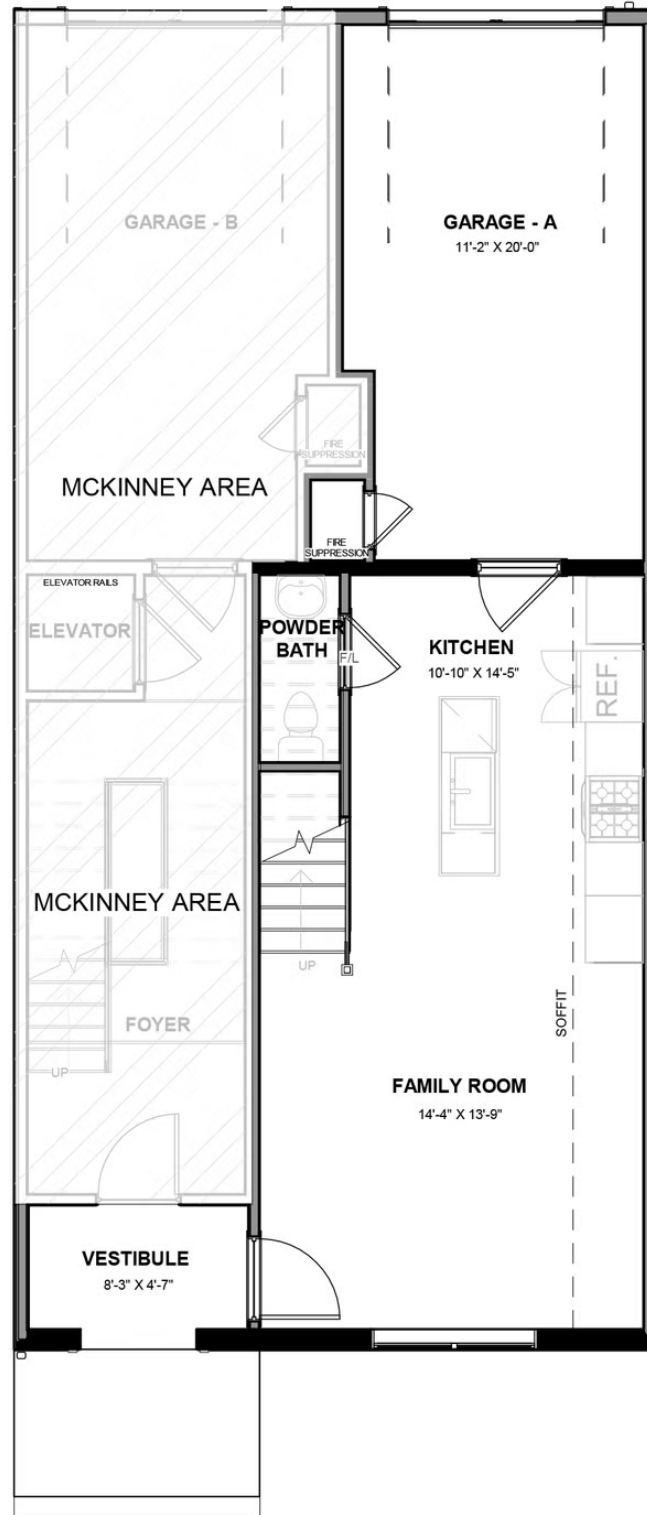 GARAGE - B
GARAGE - A
11'-2" X 20'-0"
FIRE
SUPPRESSION
MCKINNEY AREA
FIRE
SUPPRESSION
ELEVATOR RAILS
ELEVATOR
POWDER
BATH
F/L
KITCHEN
10'-10" X 14'-5"
REF.
MCKINNEY AREA
UP
SOFFIT
FOYER
UP
FAMILY ROOM
14'-4" X 13'-9"
VESTIBULE
8'-3" X 4'-7"